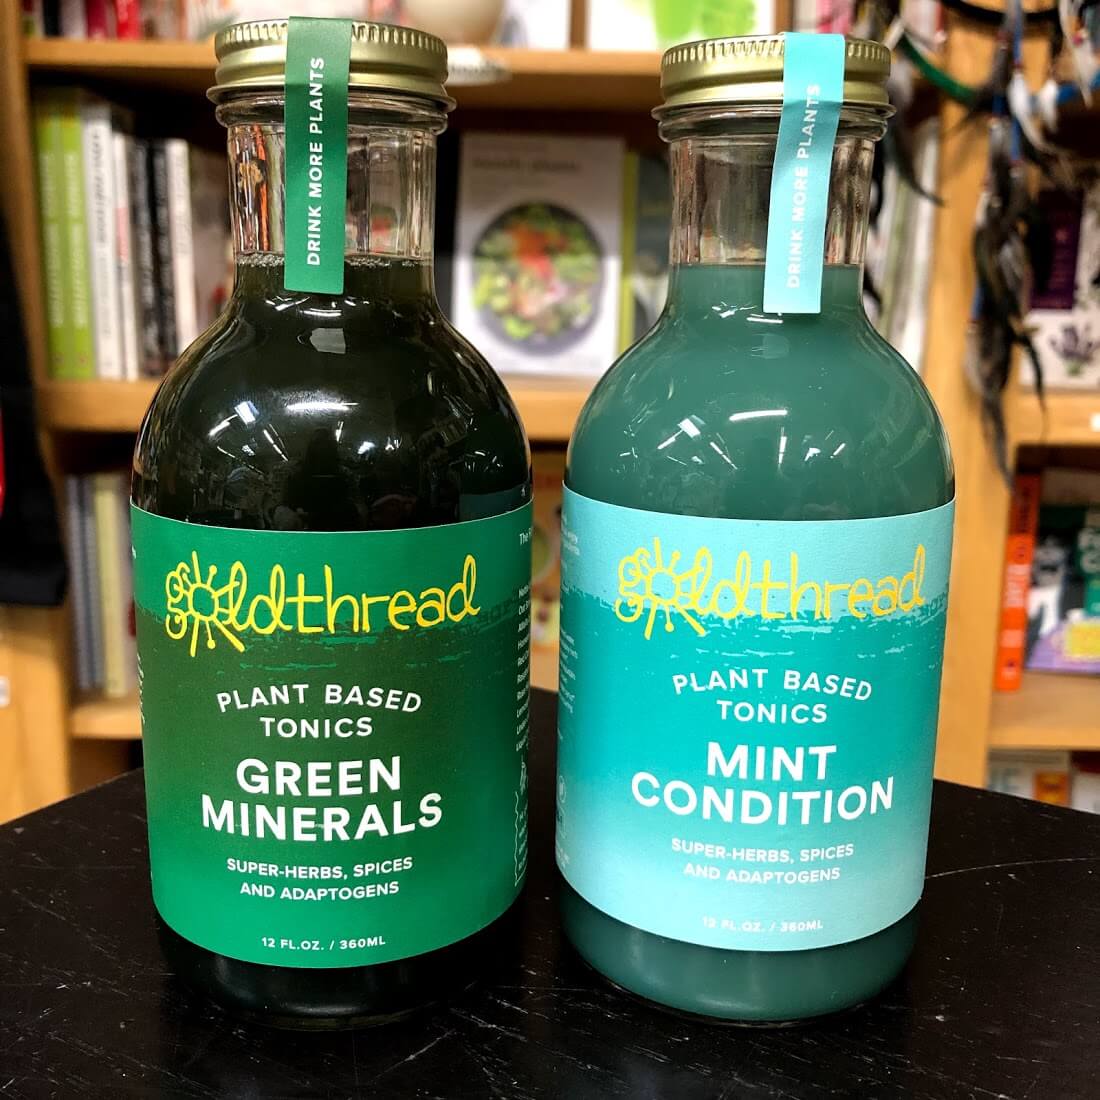 DRINK MORE PLANTS
goldthread
PLANT BASED
TONICS
GREEN
MINERALS
SUPER-HERBS, SPICES
AND ADAPTOGENS
12 FL.OZ. / 360ML
DRINK MORE PLANTS
goldthread
PLANT BASED
TONICS
MINT
CONDITION
SUPER-HERBS, SPICES
AND ADAPTOGENS
12 FL.OZ. / 360ML